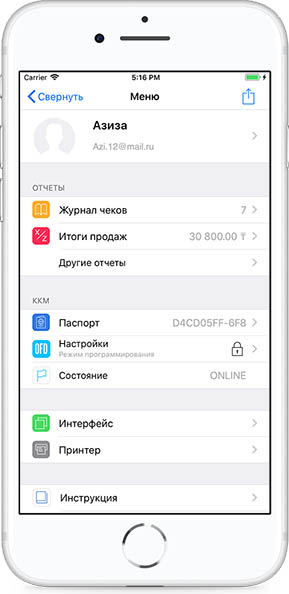 Carrier 5:16 PM
Свернуть Меню
Азиза
Azi.12@mail.ru
ОТЧЕТЫ
Журнал чеков 7
X/Z Итоги продаж 30 800.00 ₸
Другие отчеты
ККМ
Паспорт D4CD05FF-6F8
OFD Настройки
Режим программирования
Состояние ONLINE
Интерфейс
Принтер
Инструкция